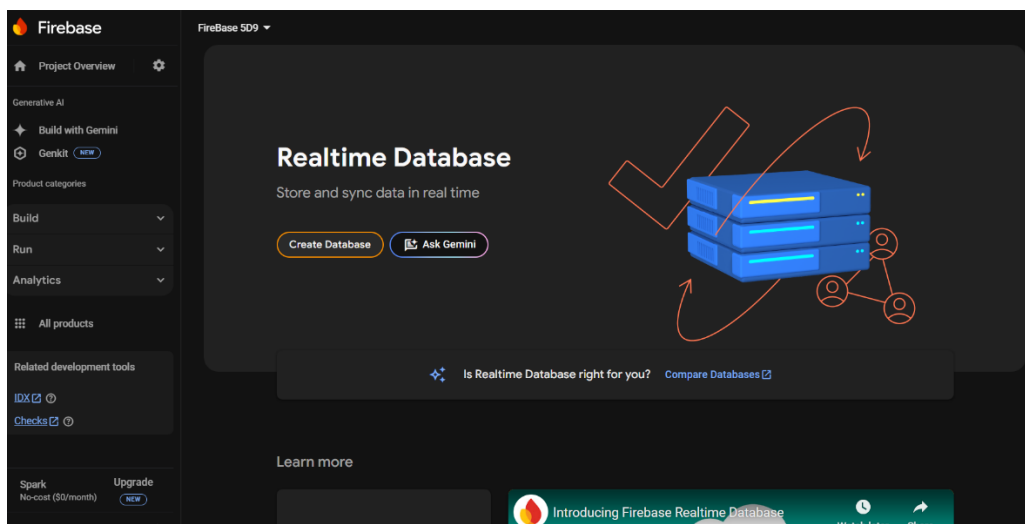 Firebase
FireBase 5D9
Project Overview
Generative AI
Build with Gemini
Genkit NEW
Product categories
Build
Run
Analytics
All products
Related development tools
IDX
Checks
Spark
No-cost ($0/month)
Upgrade
NEW
Realtime Database
Store and sync data in real time
Create Database
Ask Gemini
Is Realtime Database right for you? Compare Databases
Learn more
Introducing Firebase Realtime Database